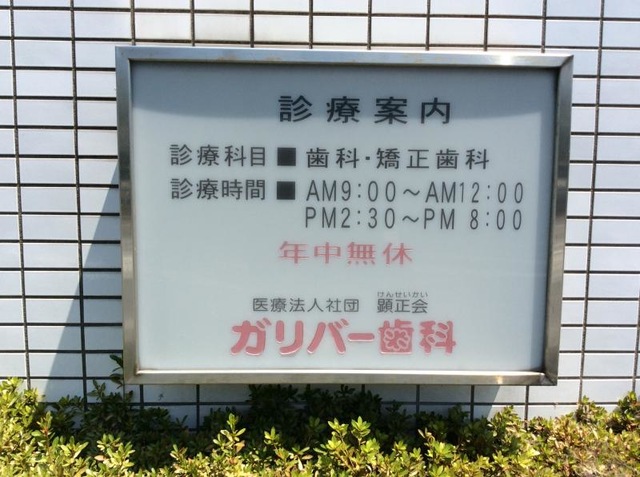 診療案内
診療科目■歯科・矯正歯科
診療時間■AM9:00～AM12:00
PM2:30～PM 8:00
年中無休
けんせいかい
医療法人社団 顕正会
ガリバー歯科